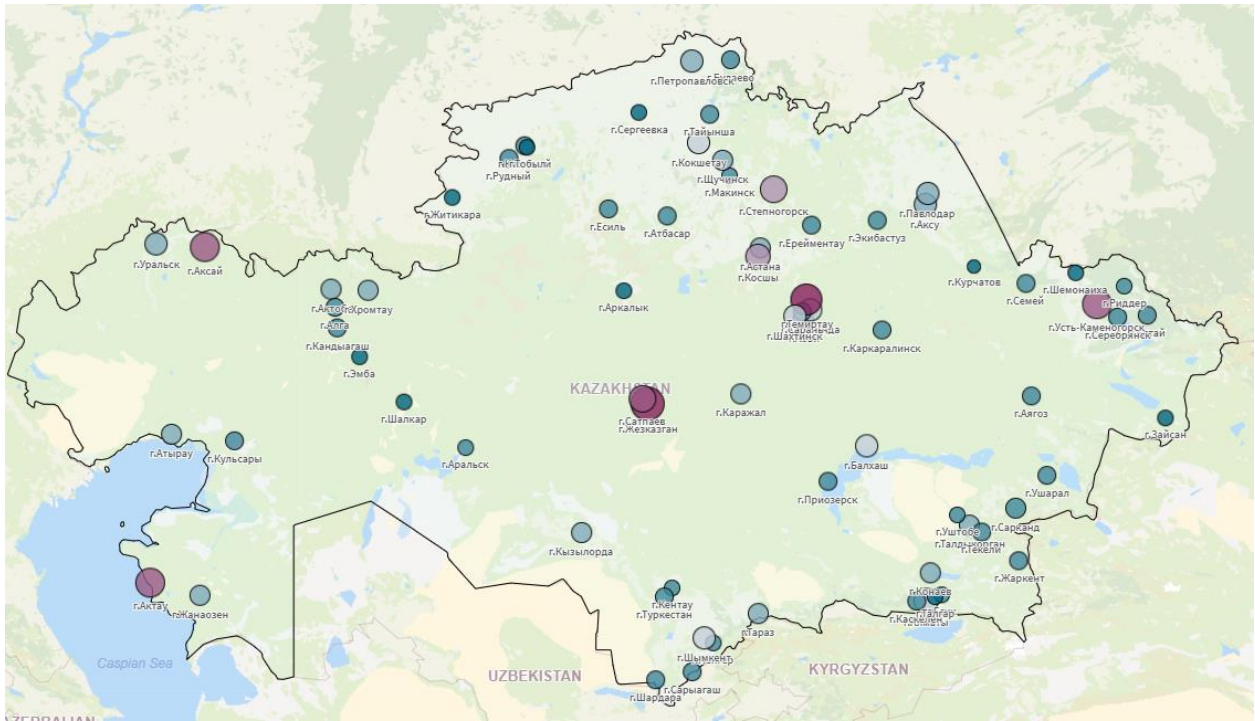 г.Петропавловск
г.Булаево
г.Сергеевка
г.Тайынша
г.Кокшетау
г.Тобыл
г.Рудный
г.Щучинск
г.Макинск
г.Житикара
г.Степногорск
г.Павлодар
г.Аксу
г.Есиль
г.Атбасар
г.Ерейментау
г.Экибастуз
г.Уральск
г.Аксай
г.Астана
г.Косшы
г.Курчатов
г.Шемонаиха
г.Семей
г.Риддер
г.Хромтау
г.Аркалык
г.Алга
г.Темиртау
г.Шахтинск
г.Усть-Каменогорск
г.Серебрянск
г.Кандыагаш
г.Каркаралинск
г.Эмба
KAZAKHSTAN
г.Шалкар
г.Каражал
г.Аягоз
г.Сатпаев
г.Жезказган
г.Зайсан
г.Атырау
г.Кульсары
г.Аральск
г.Балхаш
г.Приозерск
г.Ушарал
г.Сарканд
г.Уштобе
г.Талдыкорган
г.Текели
г.Кызылорда
г.Жаркент
г.Конаев
г.Актау
г.Жанаозен
г.Кентау
г.Туркестан
г.Талгар
г.Каскелен
г.Тараз
г.Шымкент
Caspian Sea
UZBEKISTAN
KYRGYZSTAN
г.Сарыагаш
г.Шардара